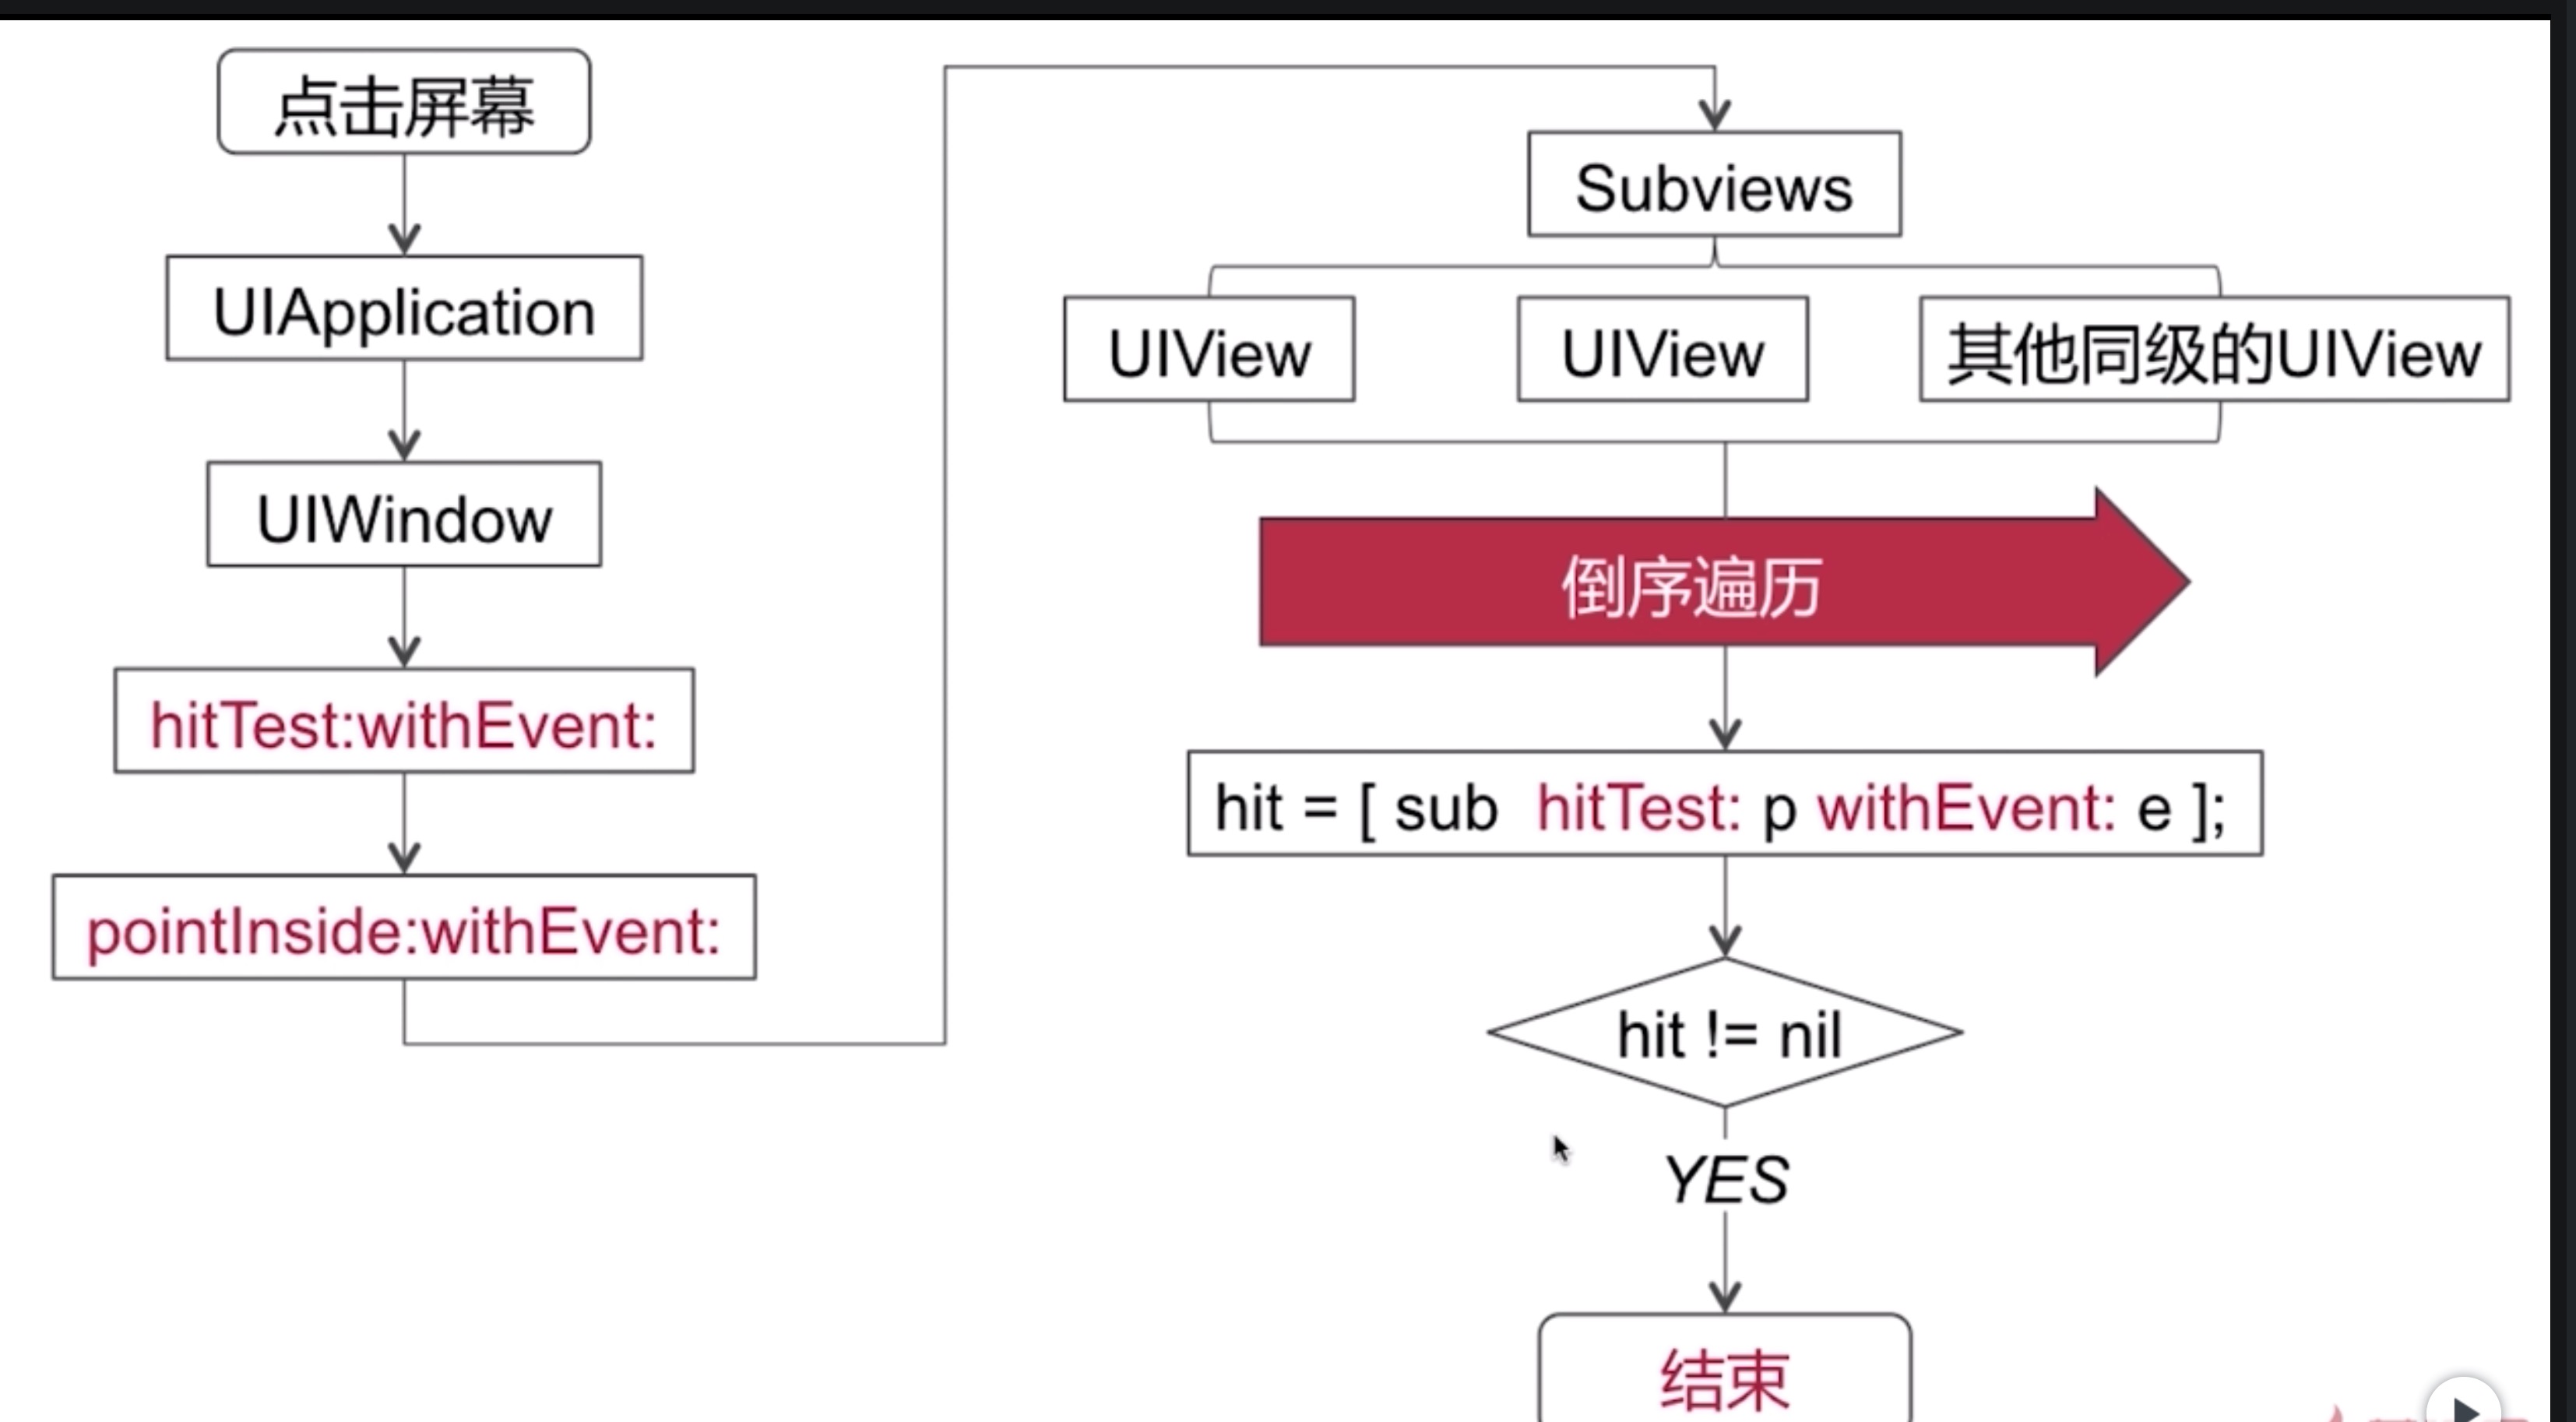 点击屏幕
UIApplication
UIWindow
hitTest:withEvent:
pointInside:withEvent:
Subviews
UIView
UIView
其他同级的UIView
倒序遍历
hit = [ sub hitTest: p withEvent: e ];
hit != nil
YES
结束